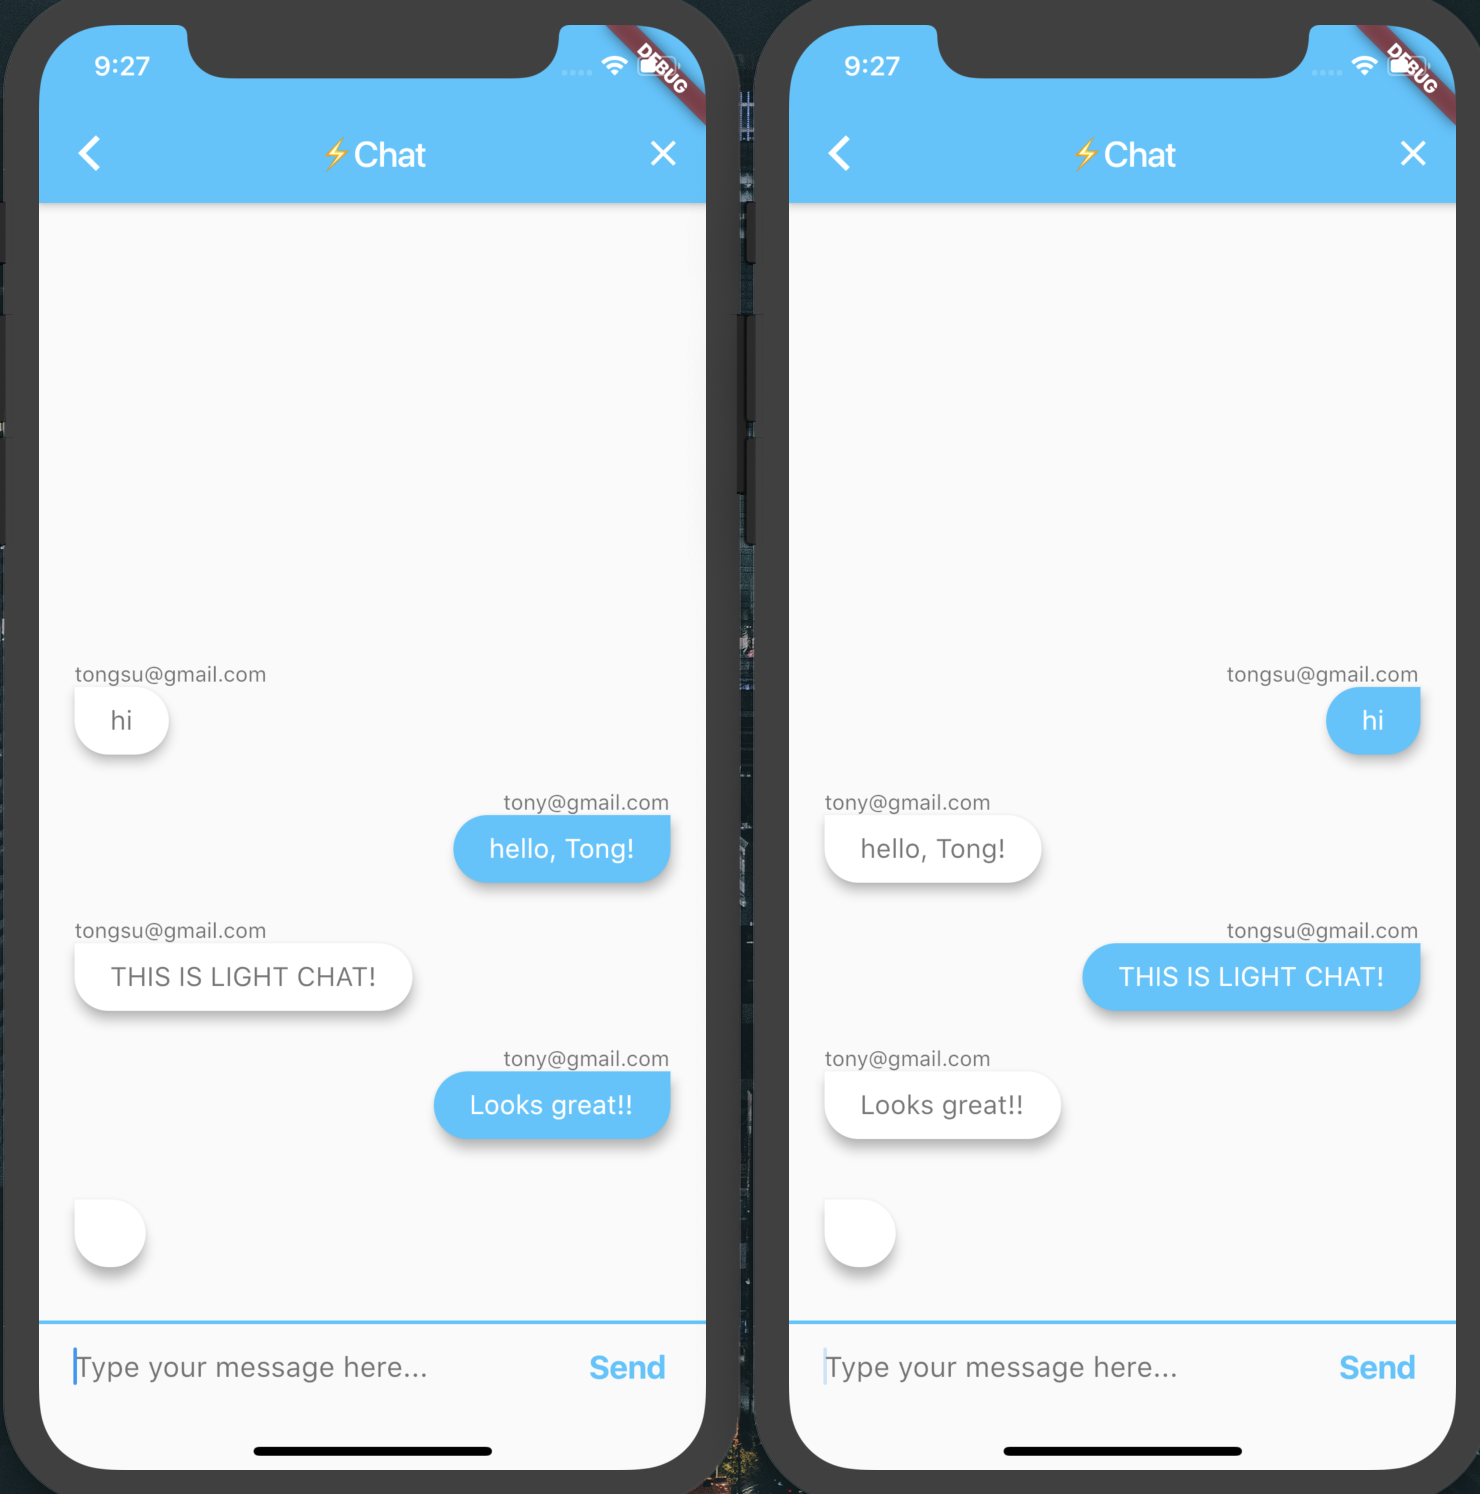 9:27
DEBUG
⚡Chat
tongsu@gmail.com
hi
tony@gmail.com
hello, Tong!
tongsu@gmail.com
THIS IS LIGHT CHAT!
tony@gmail.com
Looks great!!
Type your message here...
Send
9:27
DEBUG
⚡Chat
tongsu@gmail.com
hi
tony@gmail.com
hello, Tong!
tongsu@gmail.com
THIS IS LIGHT CHAT!
tony@gmail.com
Looks great!!
Type your message here...
Send